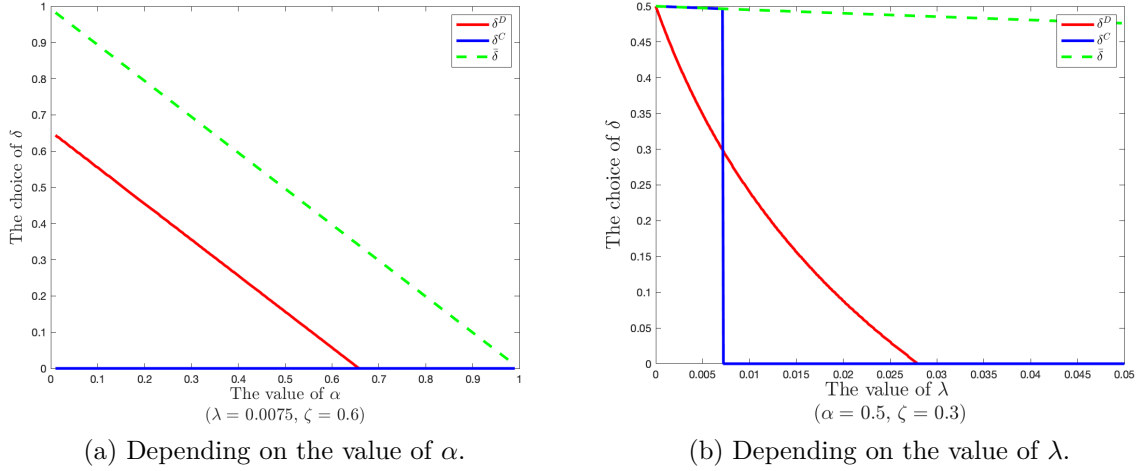 1
0.9
0.8
0.7
0.6
0.5
0.4
0.3
0.2
0.1
0
The choice of δ
δ^D
δ^C
δ̄
0 0.1 0.2 0.3 0.4 0.5 0.6 0.7 0.8 0.9 1
The value of α
(λ = 0.0075, ζ = 0.6)
(a) Depending on the value of α.
0.5
0.45
0.4
0.35
0.3
0.25
0.2
0.15
0.1
0.05
0
The choice of δ
δ^D
δ^C
δ̄
0 0.005 0.01 0.015 0.02 0.025 0.03 0.035 0.04 0.045 0.05
The value of λ
(α = 0.5, ζ = 0.3)
(b) Depending on the value of λ.